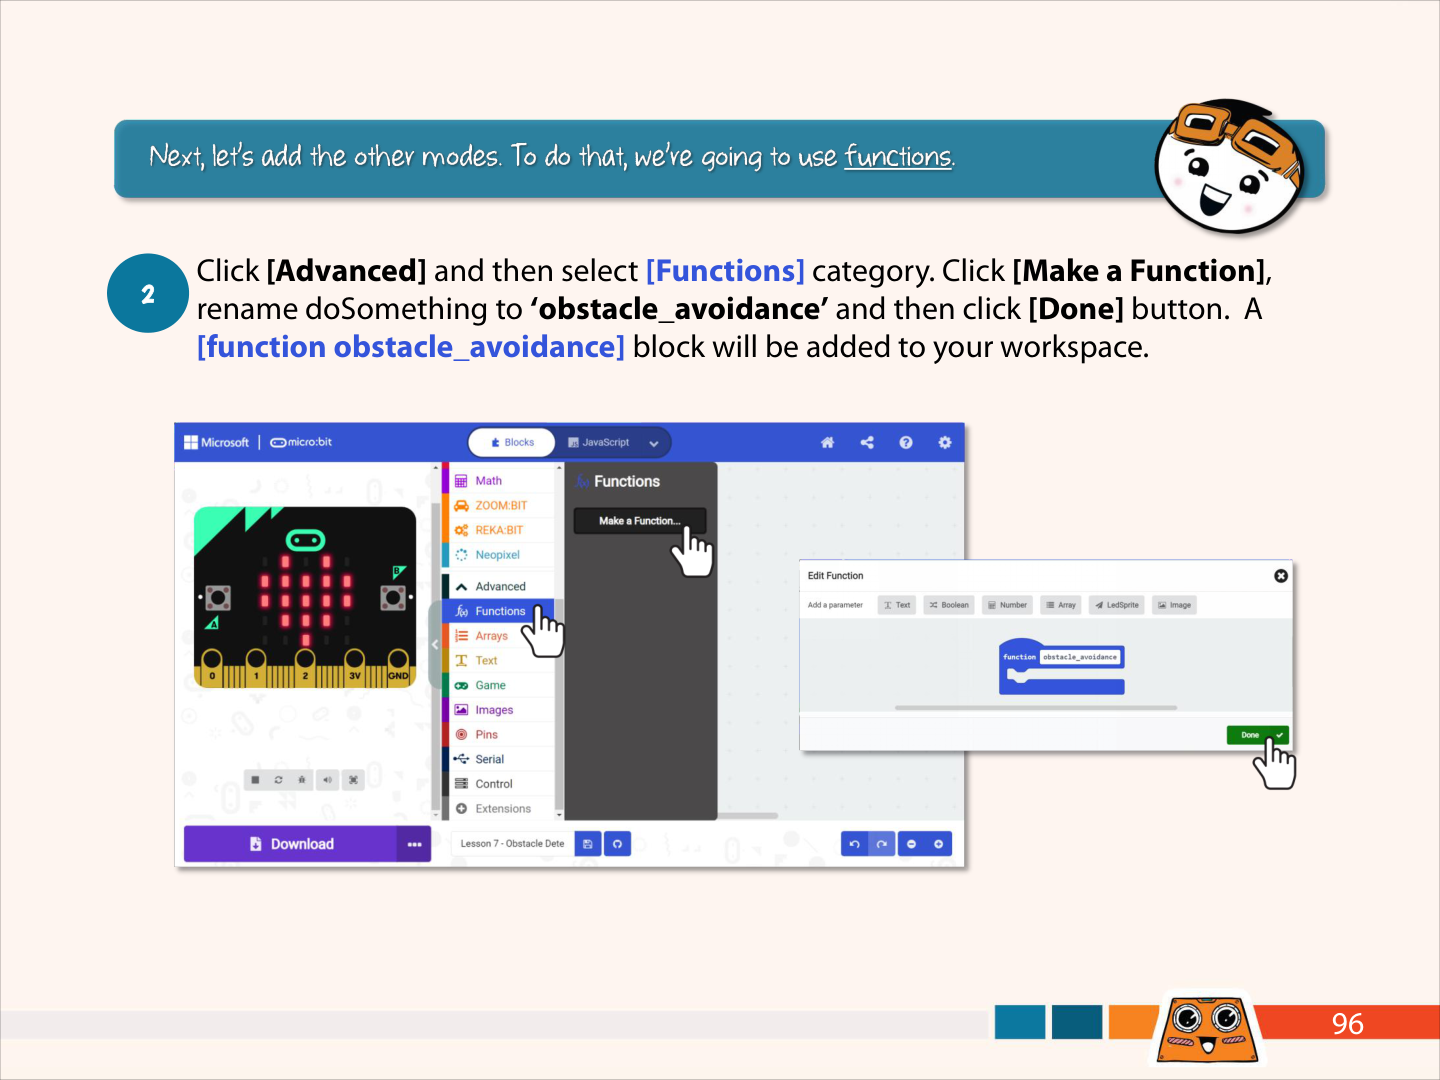 Next, let's add the other modes. To do that, we're going to use functions.
2
Click [Advanced] and then select [Functions] category. Click [Make a Function],
rename doSomething to ‘obstacle_avoidance’ and then click [Done] button.  A
[function obstacle_avoidance] block will be added to your workspace.
Microsoft | micro:bit
Blocks
JavaScript
Math
ZOOM:BIT
REKA:BIT
Neopixel
Advanced
f(x) Functions
Arrays
Text
Game
Images
Pins
Serial
Control
Extensions
f(x) Functions
Make a Function...
B
A
0 1 2 3V GND
Download
Lesson 7 - Obstacle Dete
Edit Function
Add a parameter
Text
Boolean
Number
Array
LedSprite
Image
function obstacle_avoidance
Done
96